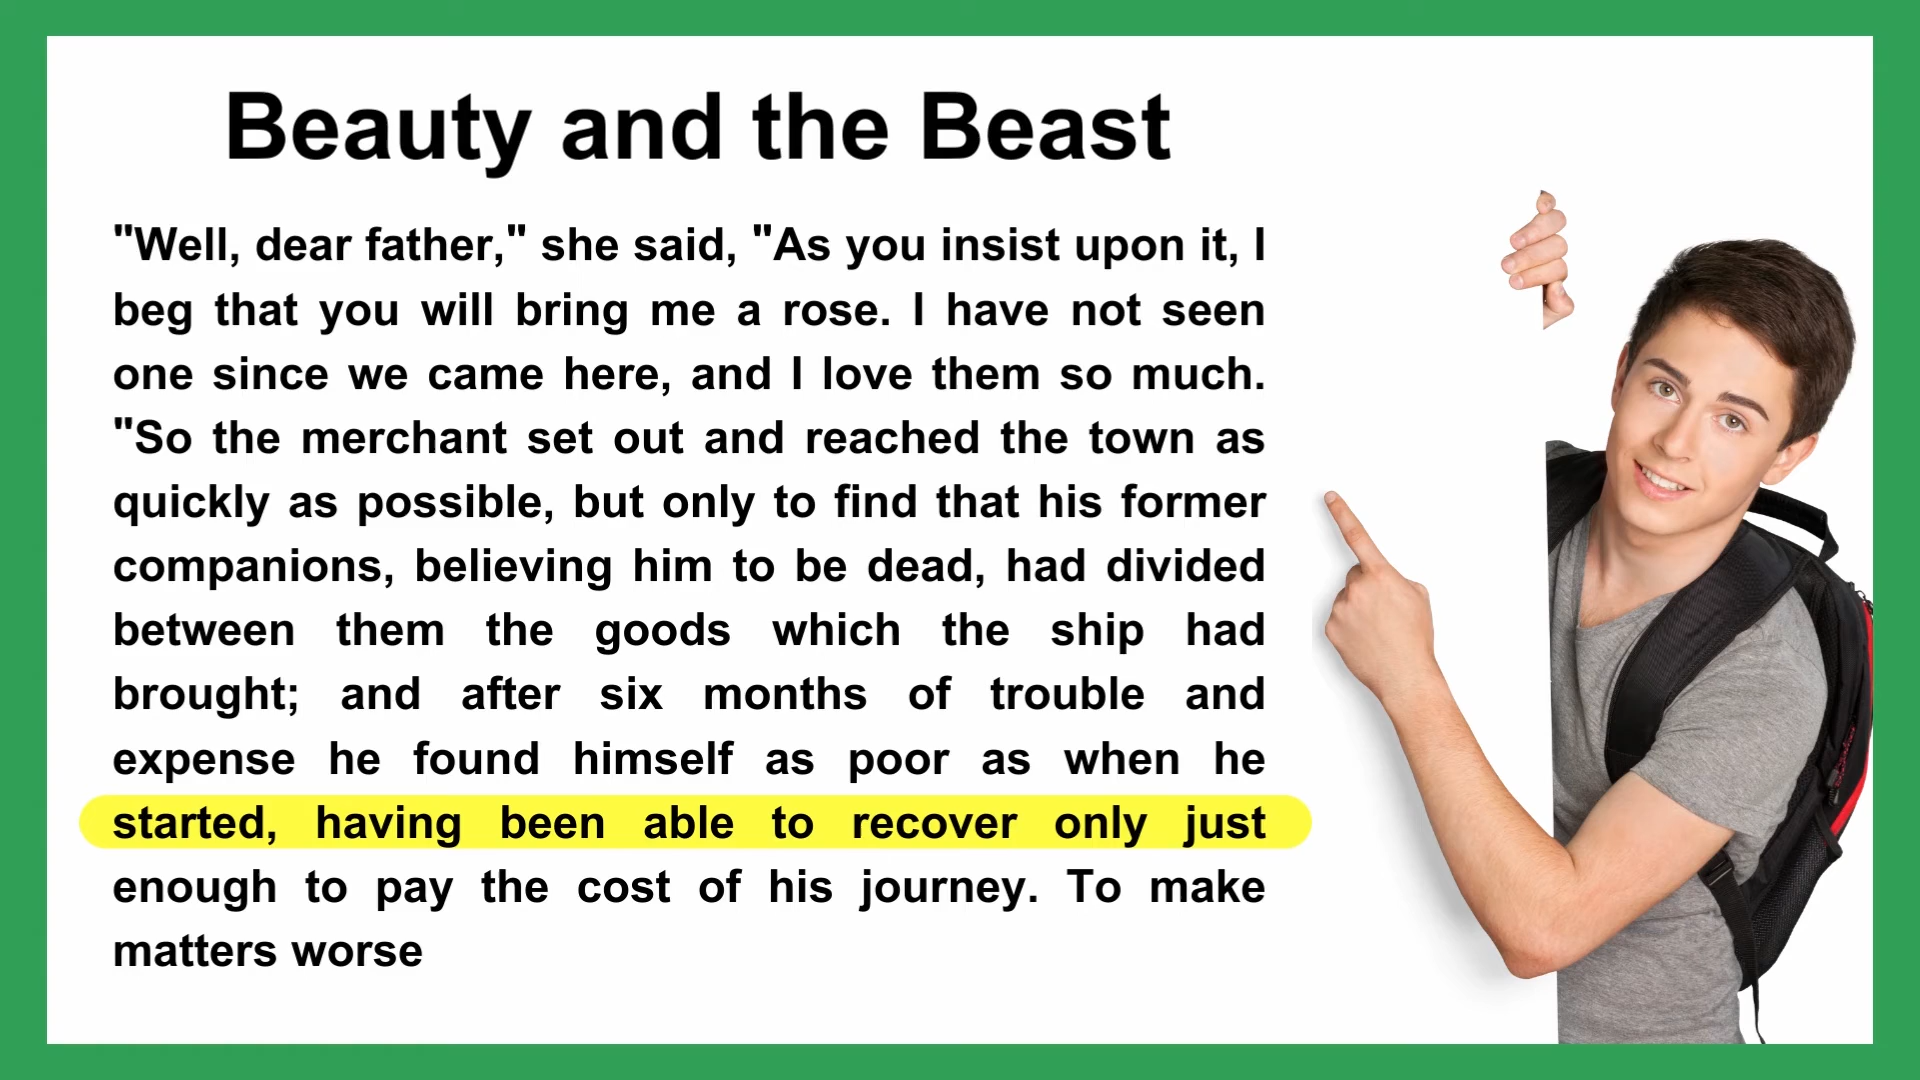 Beauty and the Beast
"Well, dear father," she said, "As you insist upon it, I
beg that you will bring me a rose. I have not seen
one since we came here, and I love them so much.
"So the merchant set out and reached the town as
quickly as possible, but only to find that his former
companions, believing him to be dead, had divided
between them the goods which the ship had
brought; and after six months of trouble and
expense he found himself as poor as when he
started, having been able to recover only just
enough to pay the cost of his journey. To make
matters worse